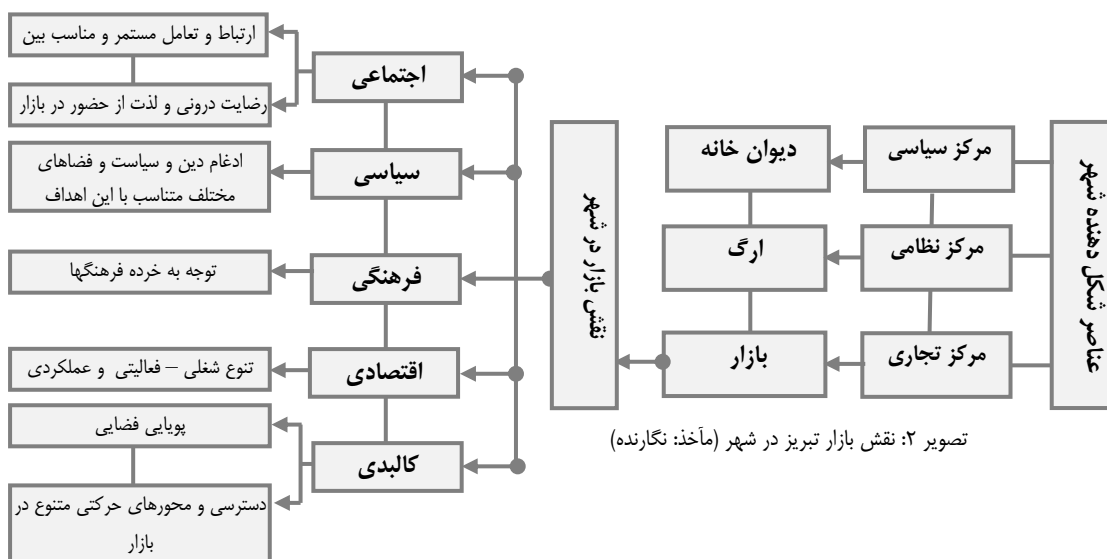 عناصر شکل دهنده شهر
مرکز سیاسی
مرکز نظامی
مرکز تجاری
دیوان خانه
ارگ
بازار
نقش بازار در شهر
اجتماعی
سیاسی
فرهنگی
اقتصادی
کالبدی
ارتباط و تعامل مستمر و مناسب بین
رضایت درونی و لذت از حضور در بازار
ادغام دین و سیاست و فضاهای
مختلف متناسب با این اهداف
توجه به خرده فرهنگها
تنوع شغلی – فعالیتی و عملکردی
پویایی فضایی
دسترسی و محورهای حرکتی متنوع در
بازار
تصویر ۲: نقش بازار تبریز در شهر (مآخذ: نگارنده)